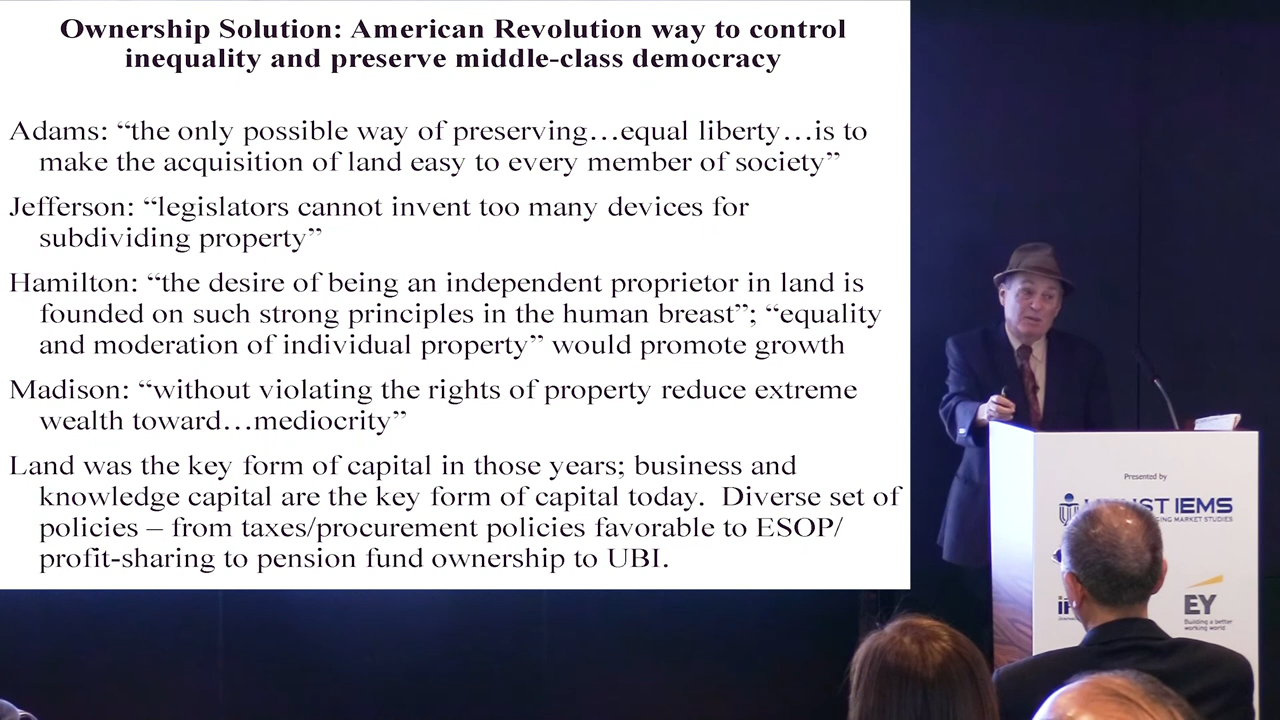 Ownership Solution: American Revolution way to control
inequality and preserve middle-class democracy
Adams: “the only possible way of preserving…equal liberty…is to
make the acquisition of land easy to every member of society”
Jefferson: “legislators cannot invent too many devices for
subdividing property”
Hamilton: “the desire of being an independent proprietor in land is
founded on such strong principles in the human breast”; “equality
and moderation of individual property” would promote growth
Madison: “without violating the rights of property reduce extreme
wealth toward…mediocrity”
Land was the key form of capital in those years; business and
knowledge capital are the key form of capital today. Diverse set of
policies – from taxes/procurement policies favorable to ESOP/
profit-sharing to pension fund ownership to UBI.
Presented by
IEMS
MARKET STUDIES
EY
Building a better
working world